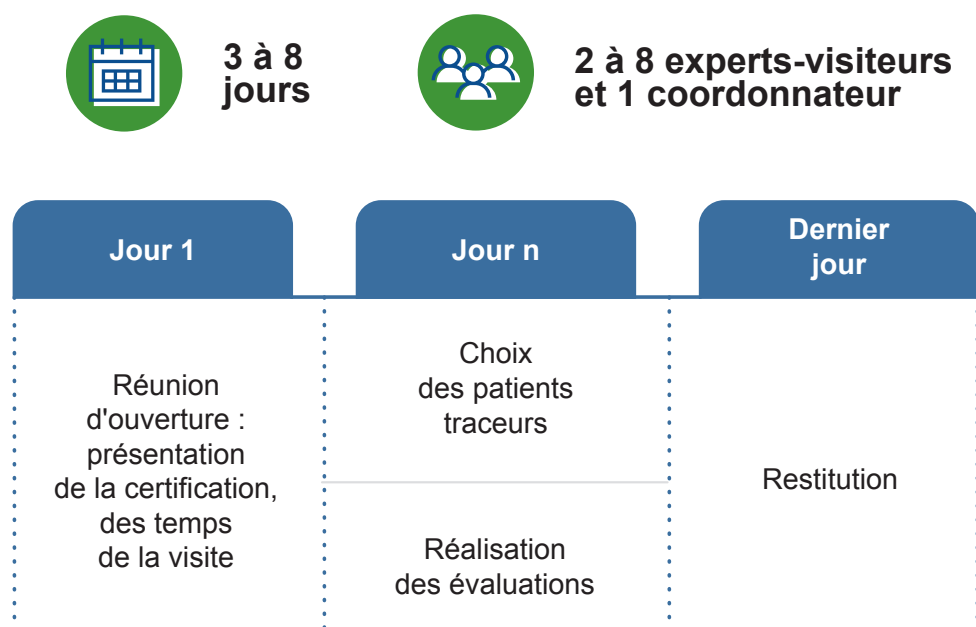 3 à 8
jours
2 à 8 experts-visiteurs
et 1 coordonnateur
Jour 1
Jour n
Dernier
jour
Réunion
d'ouverture :
présentation
de la certification,
des temps
de la visite
Choix
des patients
traceurs
Réalisation
des évaluations
Restitution